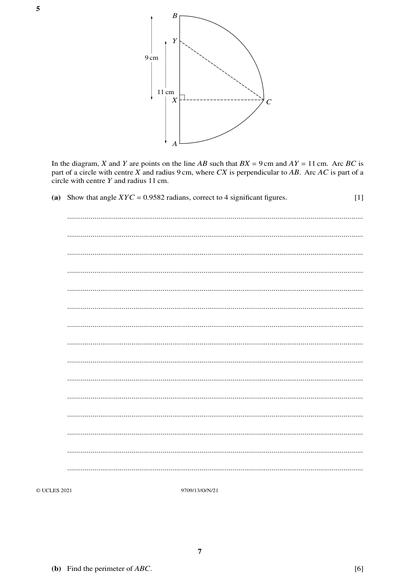 5
B
Y
9 cm
11 cm
X
C
A
In the diagram, X and Y are points on the line AB such that BX = 9 cm and AY = 11 cm. Arc BC is
part of a circle with centre X and radius 9 cm, where CX is perpendicular to AB. Arc AC is part of a
circle with centre Y and radius 11 cm.
(a) Show that angle XYC = 0.9582 radians, correct to 4 significant figures. [1]
© UCLES 2021 9709/13/O/N/21
7
(b) Find the perimeter of ABC. [6]